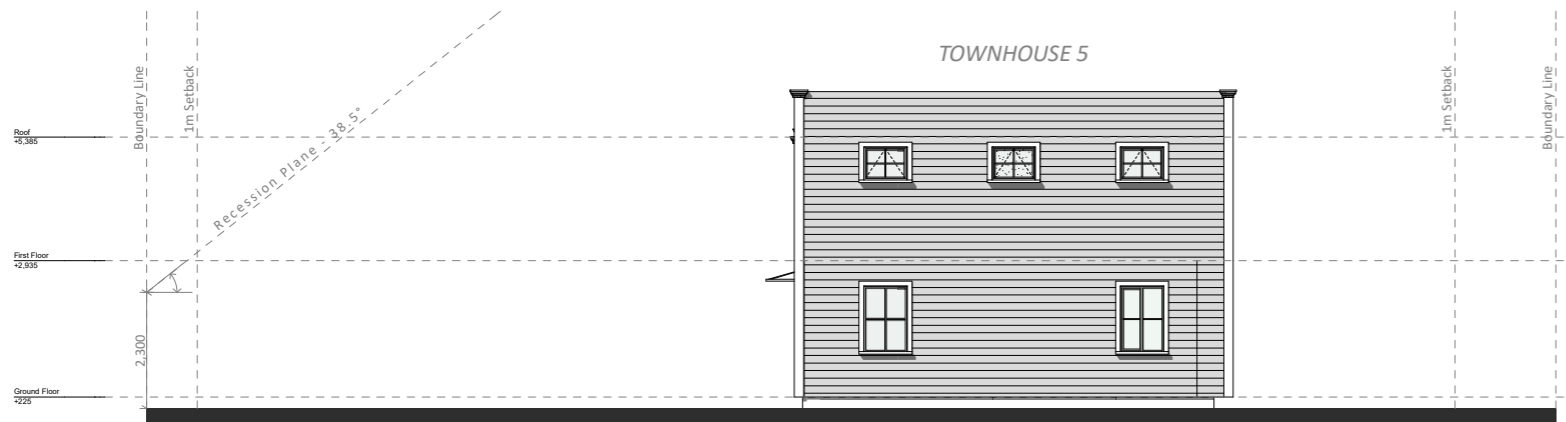 TOWNHOUSE 5
Boundary Line
1m Setback
Recession Plane - 38.5°
1m Setback
Boundary Line
Roof
+5,385
First Floor
+2,935
2,300
Ground Floor
+225